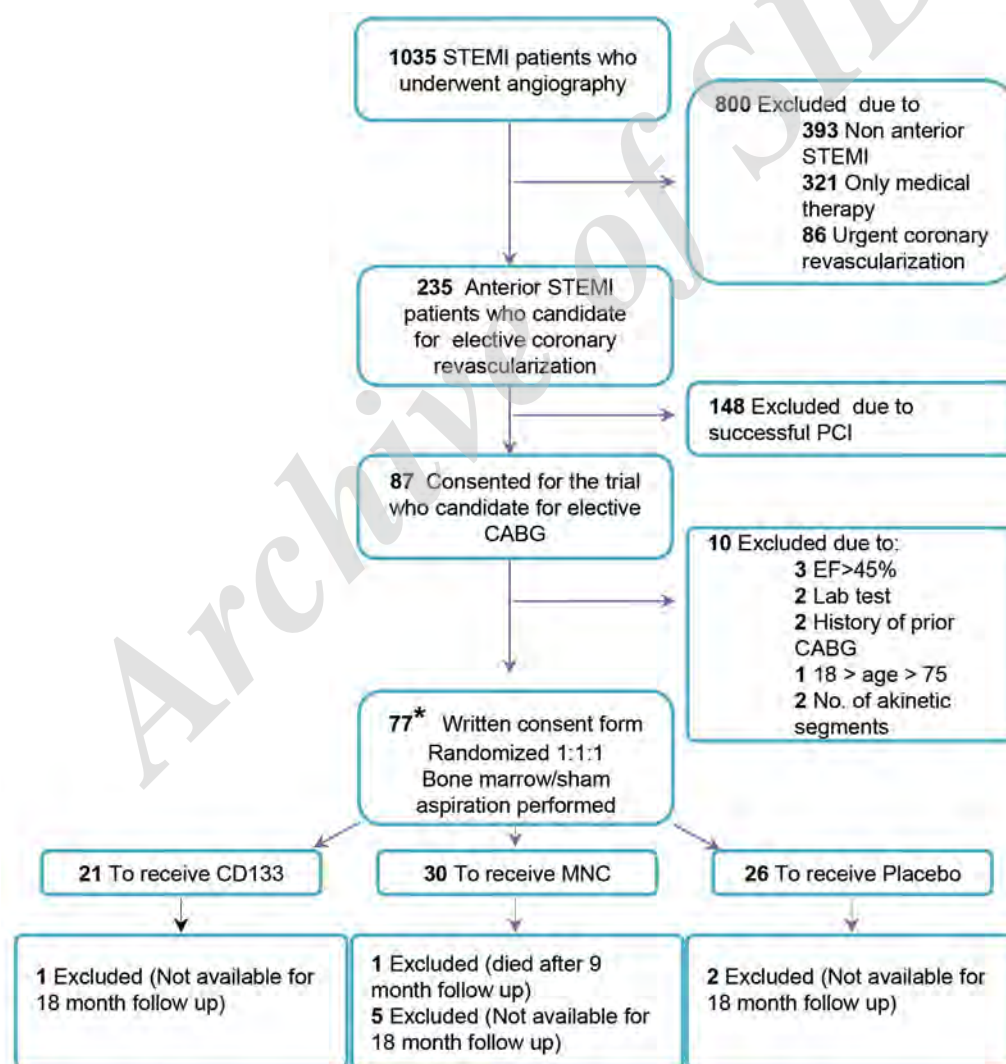 1035 STEMI patients who
underwent angiography
800 Excluded due to
393 Non anterior
STEMI
321 Only medical
therapy
86 Urgent coronary
revascularization
235 Anterior STEMI
patients who candidate
for elective coronary
revascularization
148 Excluded due to
successful PCI
87 Consented for the trial
who candidate for elective
CABG
10 Excluded due to:
3 EF>45%
2 Lab test
2 History of prior
CABG
1 18 > age > 75
2 No. of akinetic
segments
77* Written consent form
Randomized 1:1:1
Bone marrow/sham
aspiration performed
21 To receive CD133
30 To receive MNC
26 To receive Placebo
1 Excluded (Not available for
18 month follow up)
1 Excluded (died after 9
month follow up)
5 Excluded (Not available for
18 month follow up)
2 Excluded (Not available for
18 month follow up)
Archive of